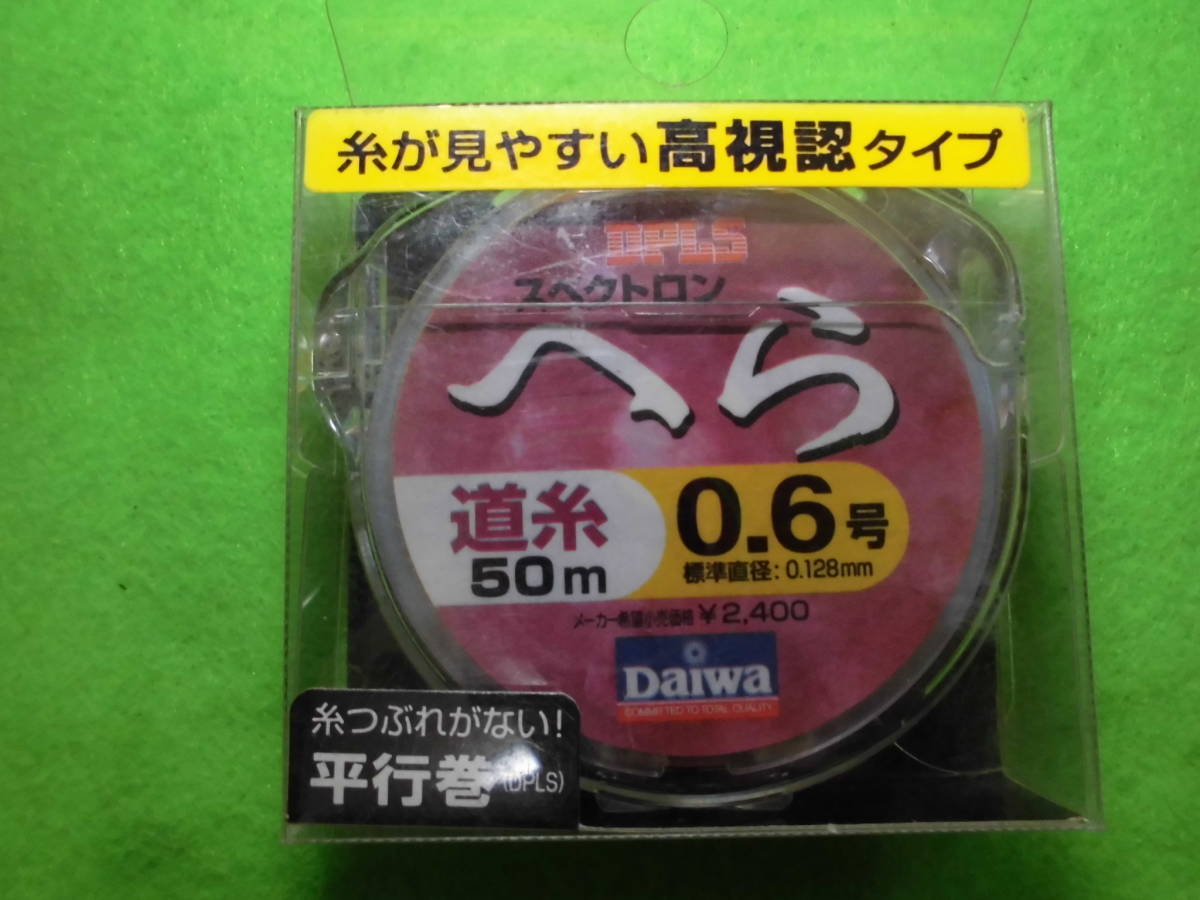 糸が見やすい高視認タイプ
DPLS
スペクトロン
へら
道糸
50m
0.6号
標準直径:0.128mm
メーカー希望小売価格￥2,400
Daiwa
COMMITTED TO TOTAL QUALITY
糸つぶれがない!
平行巻(DPLS)